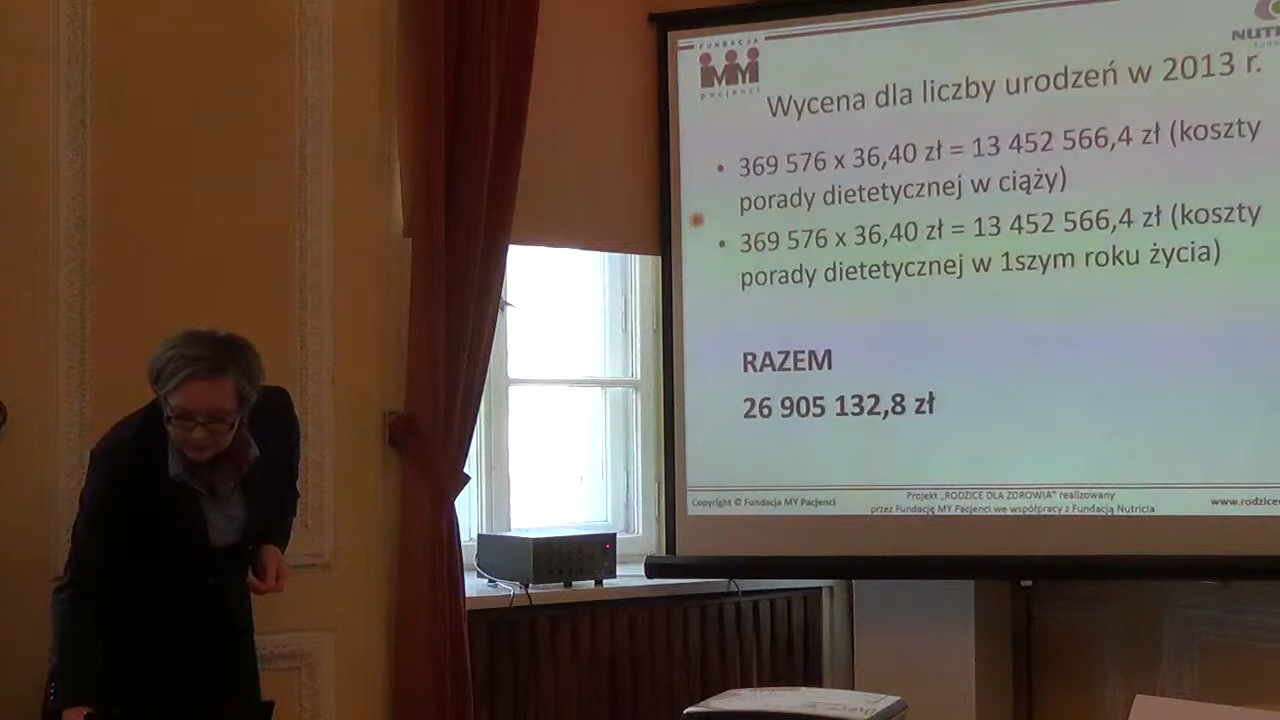 FUNDACJA
MY
pacjenci
Wycena dla liczby urodzeń w 2013 r.
• 369 576 x 36,40 zł = 13 452 566,4 zł (koszty
porady dietetycznej w ciąży)
• 369 576 x 36,40 zł = 13 452 566,4 zł (koszty
porady dietetycznej w 1szym roku życia)
RAZEM
26 905 132,8 zł
Copyright © Fundacja MY Pacjenci
Projekt „RODZICE DLA ZDROWIA" realizowany
przez Fundację MY Pacjenci we współpracy z Fundacją Nutricia